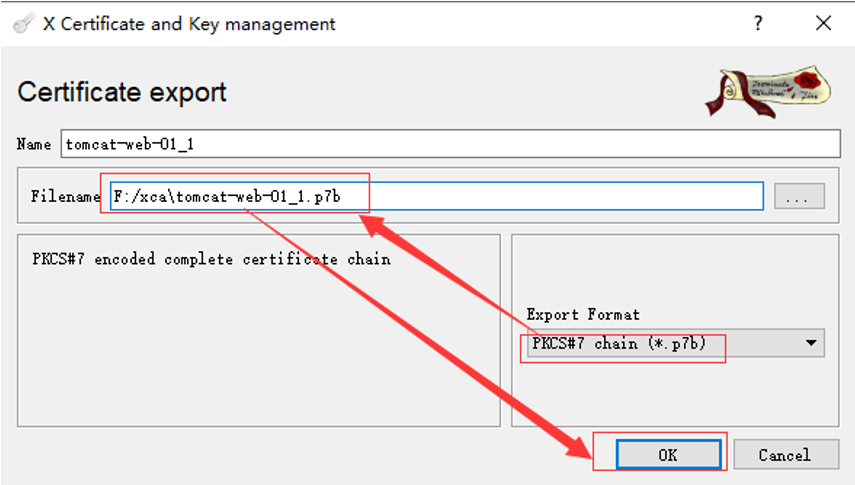 X Certificate and Key management
?
Certificate export
Name tomcat-web-01_1
Filename F:/xca\tomcat-web-01_1.p7b ...
PKCS#7 encoded complete certificate chain
Export Format
PKCS#7 chain (*.p7b)
OK Cancel